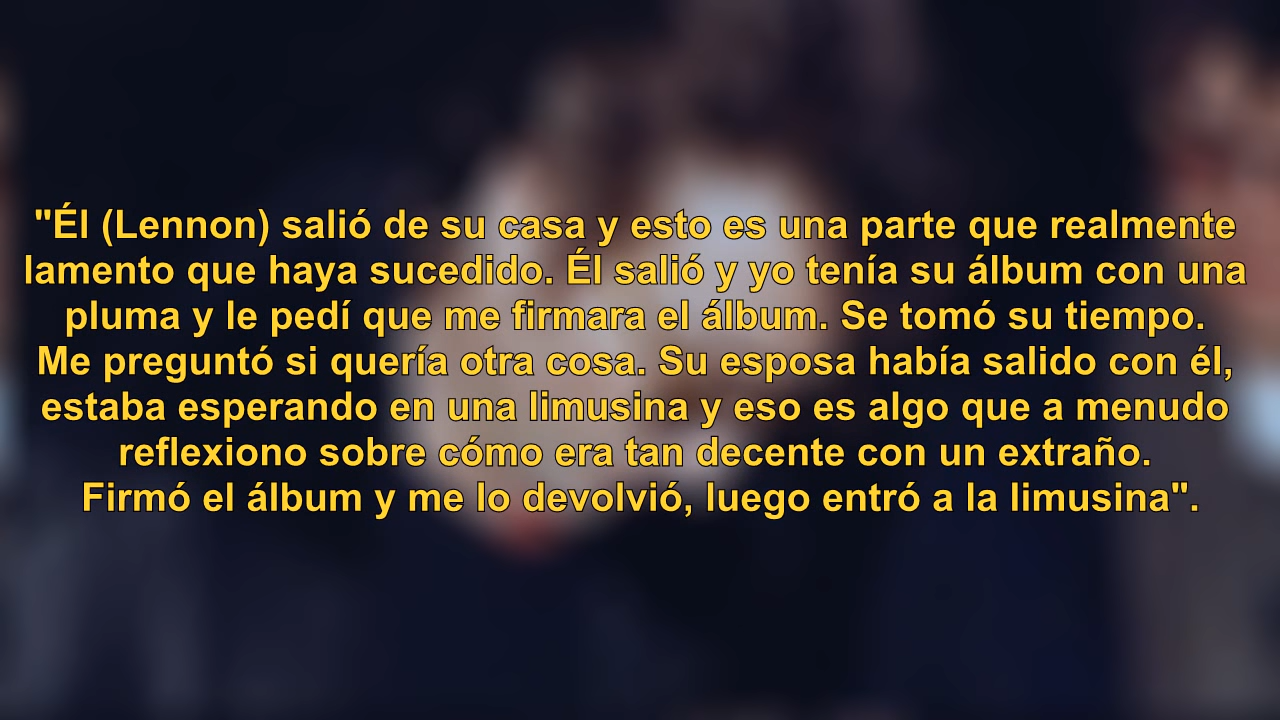 "Él (Lennon) salió de su casa y esto es una parte que realmente
lamento que haya sucedido. Él salió y yo tenía su álbum con una
pluma y le pedí que me firmara el álbum. Se tomó su tiempo.
Me preguntó si quería otra cosa. Su esposa había salido con él,
estaba esperando en una limusina y eso es algo que a menudo
reflexiono sobre cómo era tan decente con un extraño.
Firmó el álbum y me lo devolvió, luego entró a la limusina".